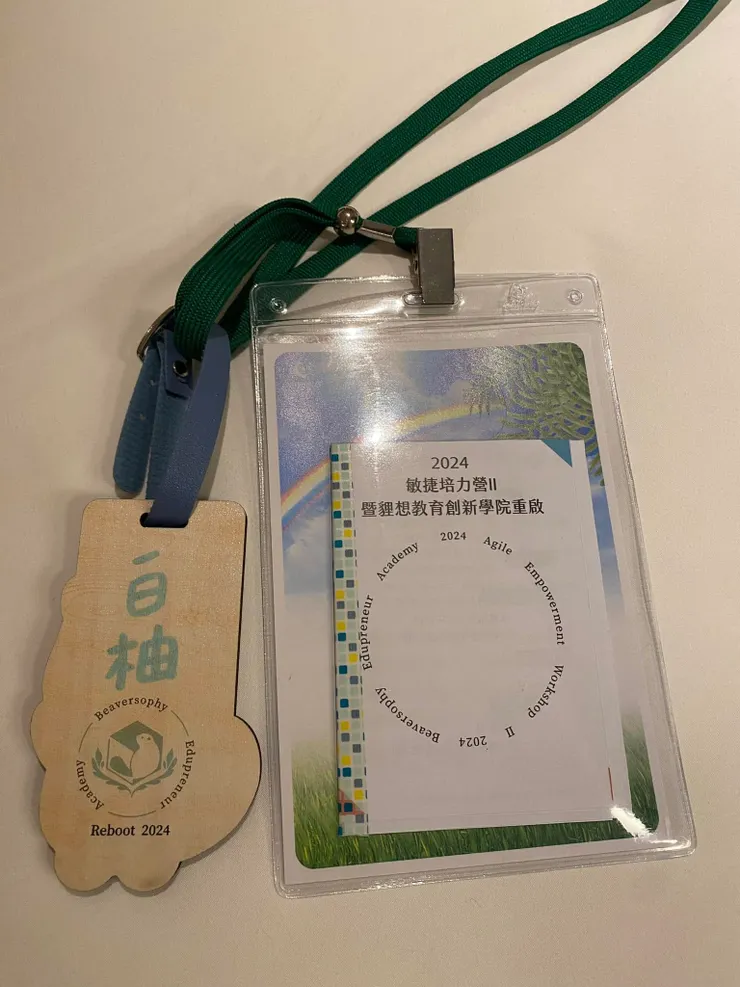 白
柚
Beaversophy Edupreneur Academy
Reboot 2024
2024
敏捷培力營II
暨貍想教育創新學院重啟
2024 Agile Empowerment Workshop II
2024 Beaversophy Edupreneur Academy